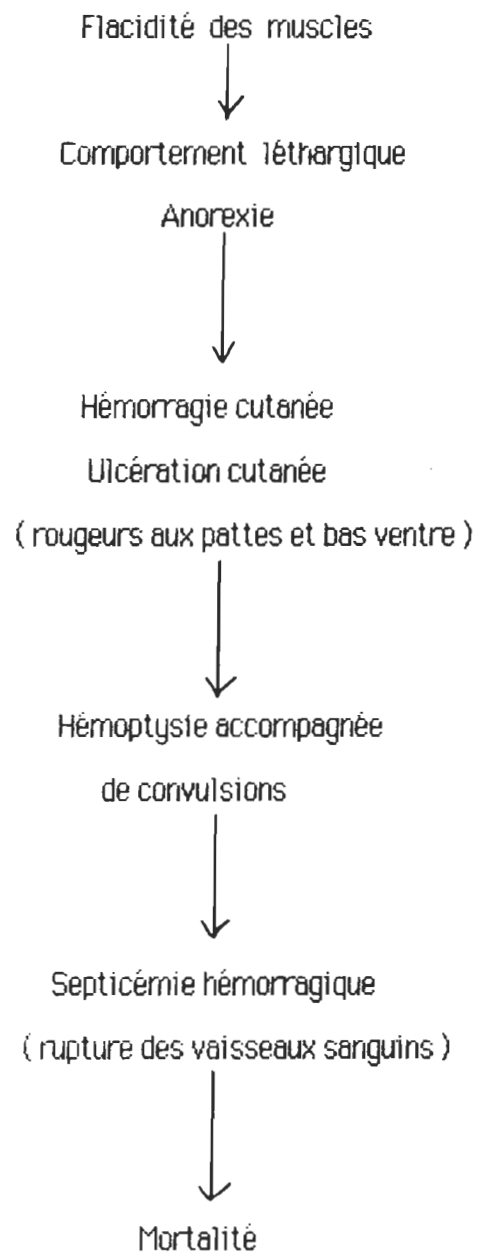 Flacidité des muscles
Comportement léthargique
Anorexie
Hémorragie cutanée
Ulcération cutanée
( rougeurs aux pattes et bas ventre )
Hémoptysie accompagnée
de convulsions
Septicémie hémorragique
( rupture des vaisseaux sanguins )
Mortalité